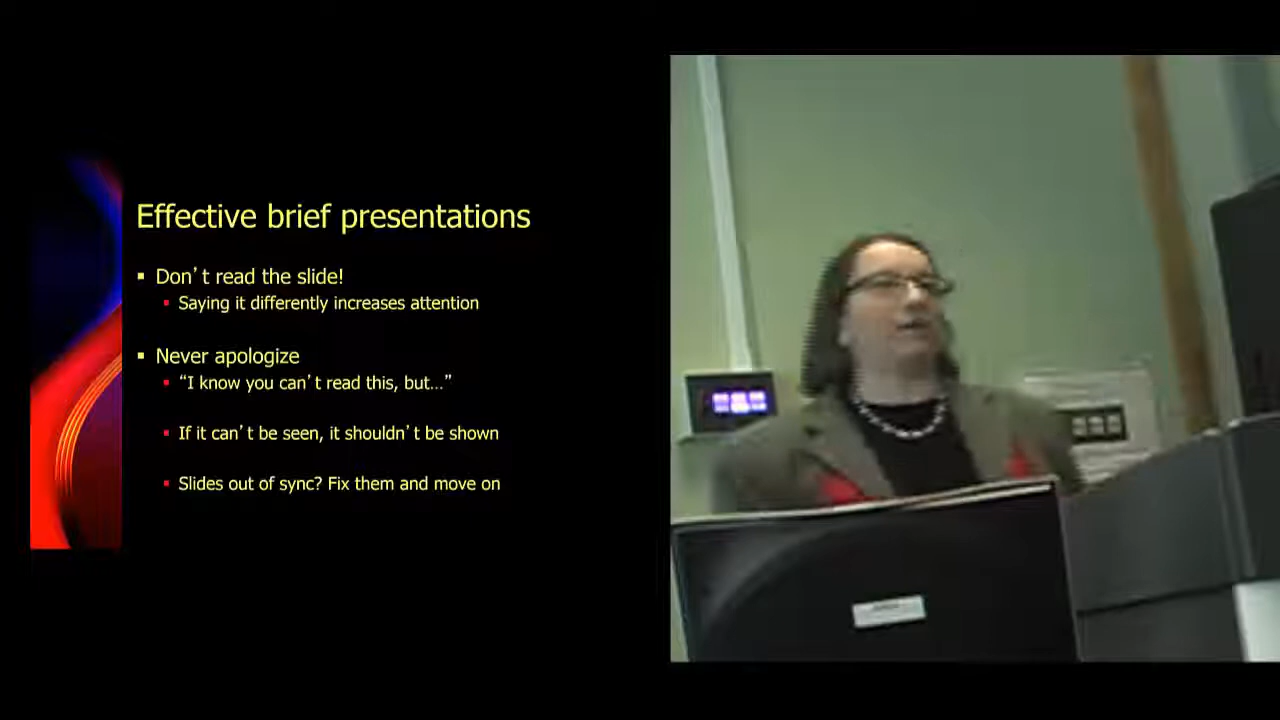 Effective brief presentations
Don’t read the slide!
Saying it differently increases attention
Never apologize
“I know you can’t read this, but…”
If it can’t be seen, it shouldn’t be shown
Slides out of sync? Fix them and move on